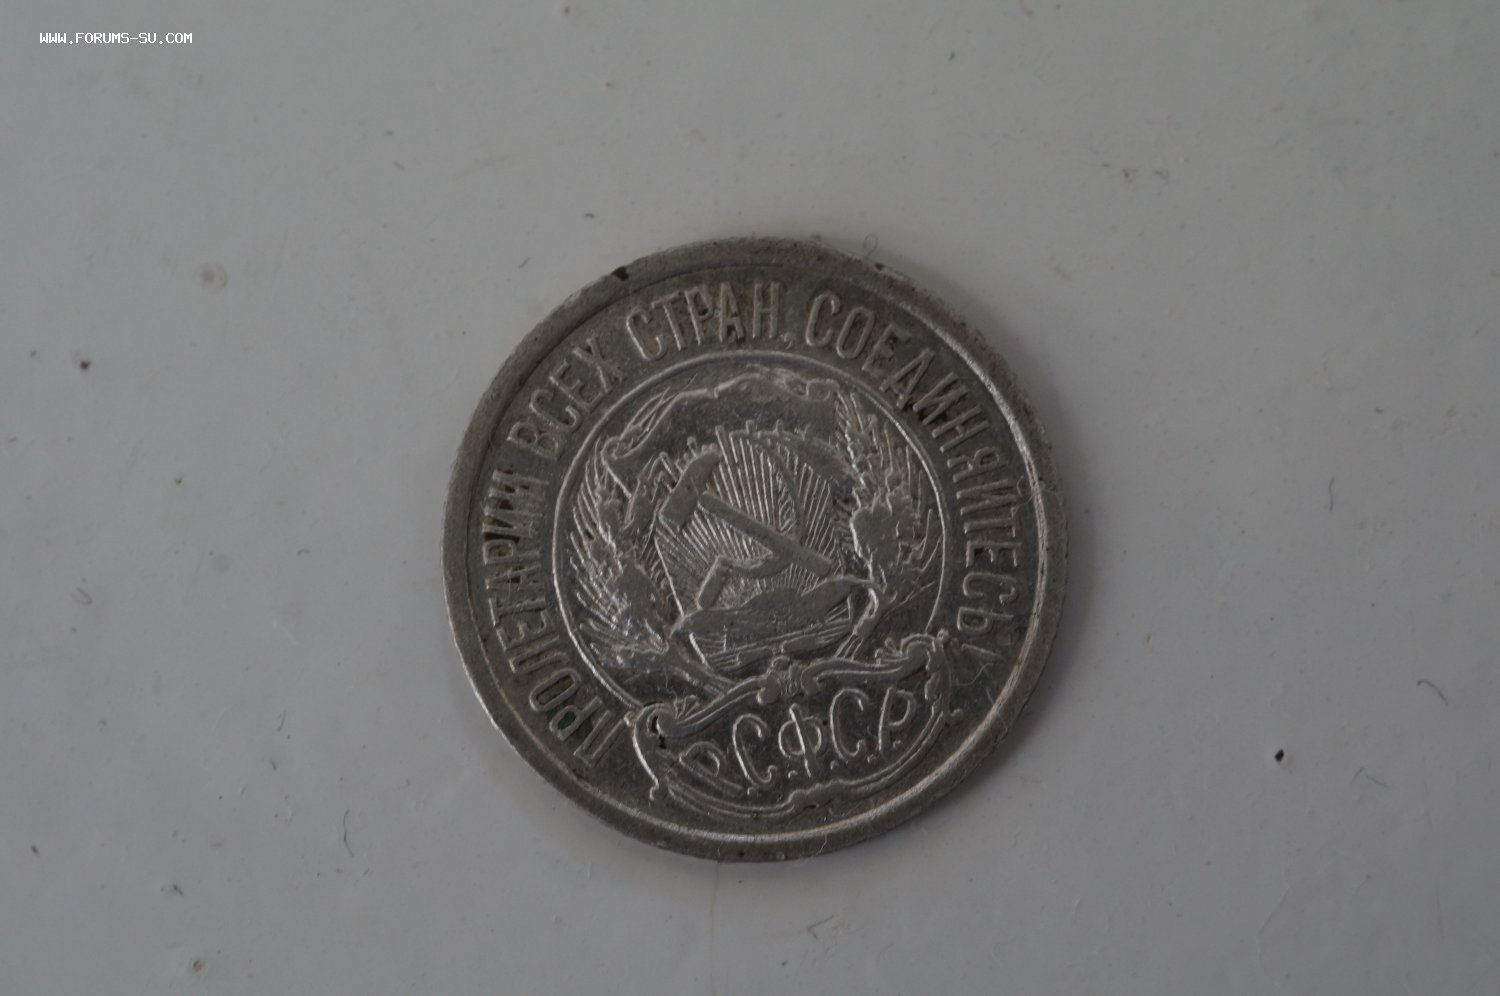 WWW.FORUMS-SU.COM
ПРОЛЕТАРИИ ВСЕХ СТРАН, СОЕДИНЯЙТЕСЬ!
Р.С.Ф.С.Р.